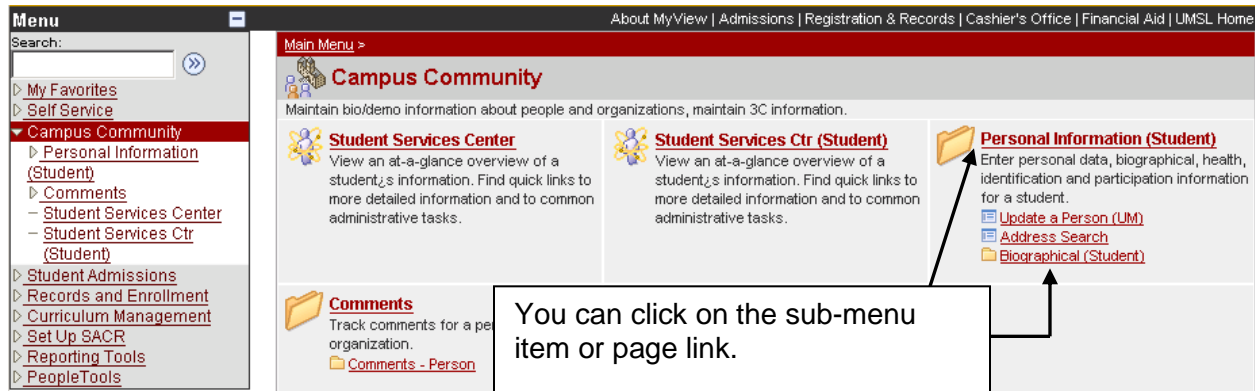 Menu
About MyView | Admissions | Registration & Records | Cashier's Office | Financial Aid | UMSL Home
Search:
My Favorites
Self Service
Campus Community
Personal Information
(Student)
Comments
Student Services Center
Student Services Ctr
(Student)
Student Admissions
Records and Enrollment
Curriculum Management
Set Up SACR
Reporting Tools
PeopleTools
Main Menu >
Campus Community
Maintain bio/demo information about people and organizations, maintain 3C information.
Student Services Center
View an at-a-glance overview of a
student¿s information. Find quick links to
more detailed information and to common
administrative tasks.
Student Services Ctr (Student)
View an at-a-glance overview of a
student¿s information. Find quick links to
more detailed information and to common
administrative tasks.
Personal Information (Student)
Enter personal data, biographical, health,
identification and participation information
for a student.
Update a Person (UM)
Address Search
Biographical (Student)
Comments
Track comments for a
organization.
Comments - Person
You can click on the sub-menu
item or page link.